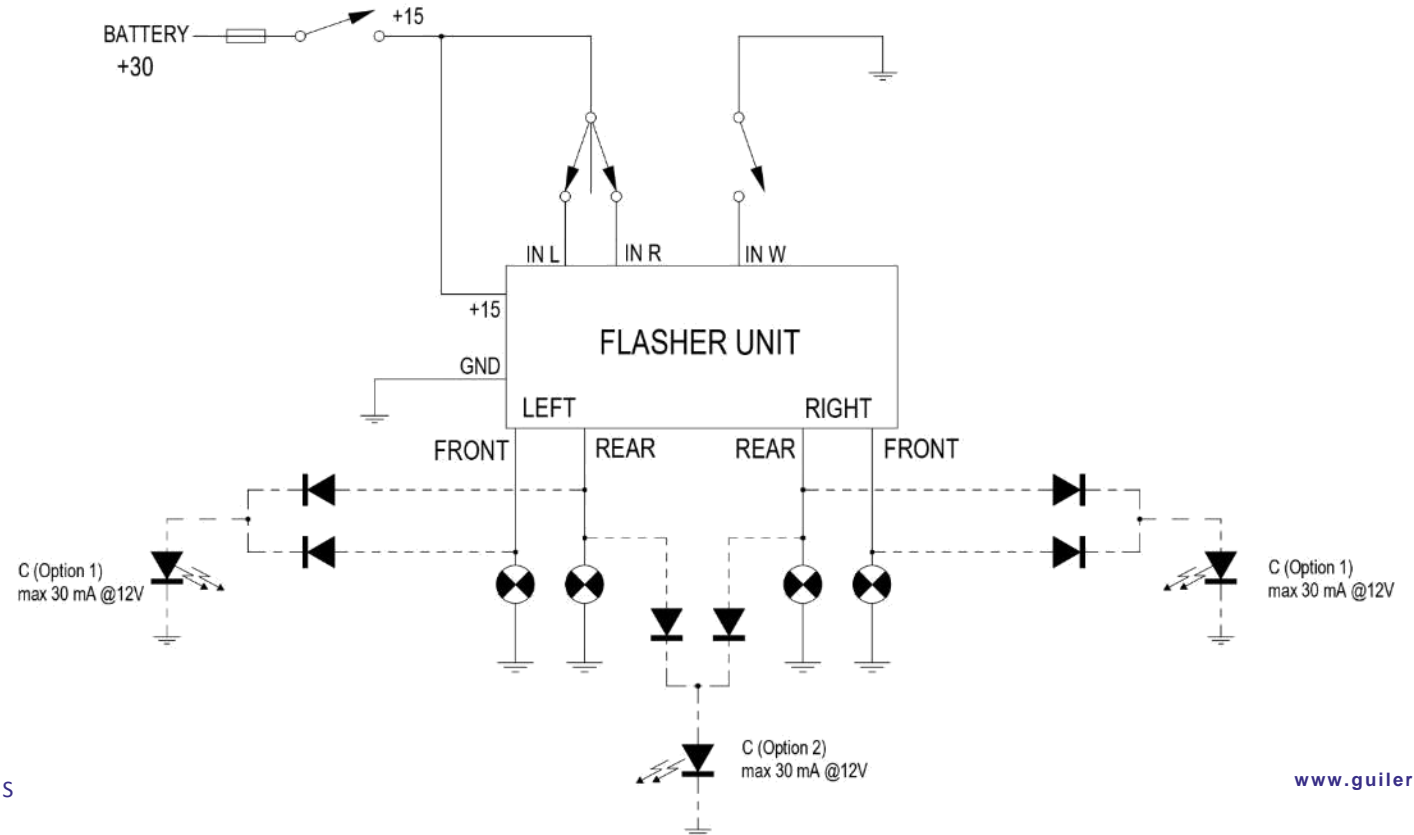 BATTERY
+30
+15
IN L
IN R
IN W
+15
FLASHER UNIT
GND
LEFT
RIGHT
FRONT
REAR
REAR
FRONT
C (Option 1)
max 30 mA @12V
C (Option 1)
max 30 mA @12V
C (Option 2)
max 30 mA @12V
S
www.guiler